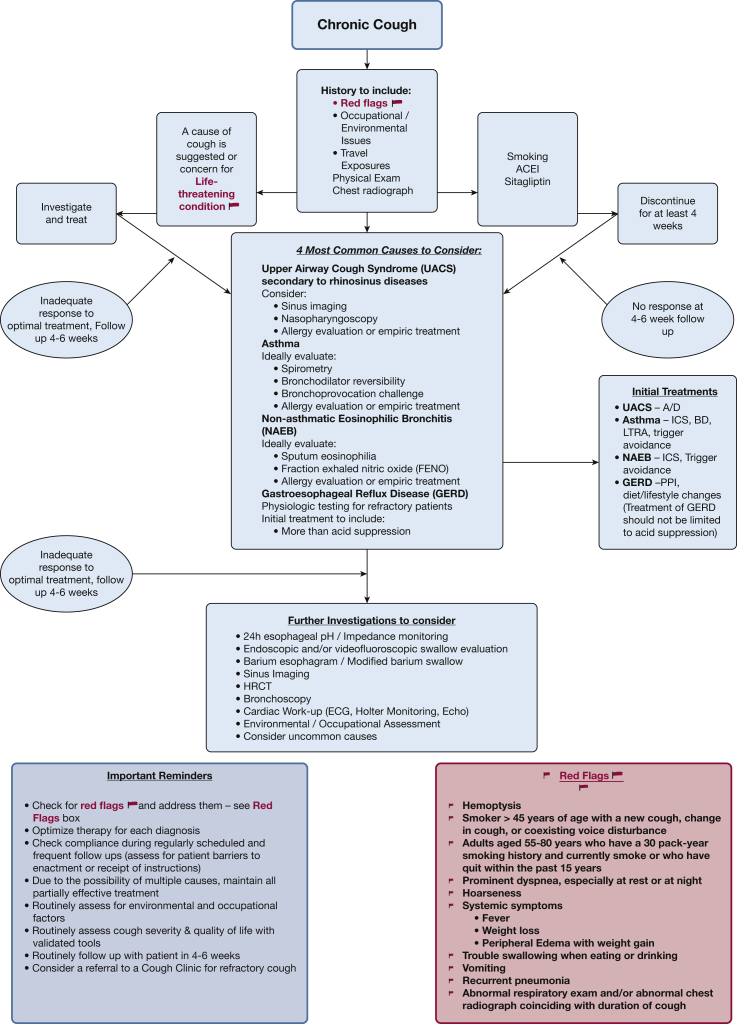 Chronic Cough
History to include:
• Red flags
• Occupational /
Environmental
Issues
• Travel
Exposures
Physical Exam
Chest radiograph
A cause of
cough is
suggested or
concern for
Life-
threatening
condition
Smoking
ACEI
Sitagliptin
Investigate
and treat
Discontinue
for at least 4
weeks
Inadequate
response to
optimal treatment, Follow
up 4-6 weeks
No response at
4-6 week follow
up
4 Most Common Causes to Consider:
Upper Airway Cough Syndrome (UACS)
secondary to rhinosinus diseases
Consider:
• Sinus imaging
• Nasopharyngoscopy
• Allergy evaluation or empiric treatment
Asthma
Ideally evaluate:
• Spirometry
• Bronchodilator reversibility
• Bronchoprovocation challenge
• Allergy evaluation or empiric treatment
Non-asthmatic Eosinophilic Bronchitis
(NAEB)
Ideally evaluate:
• Sputum eosinophilia
• Fraction exhaled nitric oxide (FENO)
• Allergy evaluation or empiric treatment
Gastroesophageal Reflux Disease (GERD)
Physiologic testing for refractory patients
Initial treatment to include:
• More than acid suppression
Initial Treatments
• UACS – A/D
• Asthma – ICS, BD,
LTRA, trigger
avoidance
• NAEB – ICS, Trigger
avoidance
• GERD –PPI,
diet/lifestyle changes
(Treatment of GERD
should not be limited
to acid suppression)
Inadequate
response to
optimal treatment, follow
up 4-6 weeks
Further Investigations to consider
• 24h esophageal pH / Impedance monitoring
• Endoscopic and/or videofluoroscopic swallow evaluation
• Barium esophagram / Modified barium swallow
• Sinus Imaging
• HRCT
• Bronchoscopy
• Cardiac Work-up (ECG, Holter Monitoring, Echo)
• Environmental / Occupational Assessment
• Consider uncommon causes
Important Reminders
• Check for red flags and address them – see Red
Flags box
• Optimize therapy for each diagnosis
• Check compliance during regularly scheduled and
frequent follow ups (assess for patient barriers to
enactment or receipt of instructions)
• Due to the possibility of multiple causes, maintain all
partially effective treatment
• Routinely assess for environmental and occupational
factors
• Routinely assess cough severity & quality of life with
validated tools
• Routinely follow up with patient in 4-6 weeks
• Consider a referral to a Cough Clinic for refractory cough
Red Flags
Hemoptysis
Smoker > 45 years of age with a new cough, change
in cough, or coexisting voice disturbance
Adults aged 55-80 years who have a 30 pack-year
smoking history and currently smoke or who have
quit within the past 15 years
Prominent dyspnea, especially at rest or at night
Hoarseness
Systemic symptoms
• Fever
• Weight loss
• Peripheral Edema with weight gain
Trouble swallowing when eating or drinking
Vomiting
Recurrent pneumonia
Abnormal respiratory exam and/or abnormal chest
radiograph coinciding with duration of cough